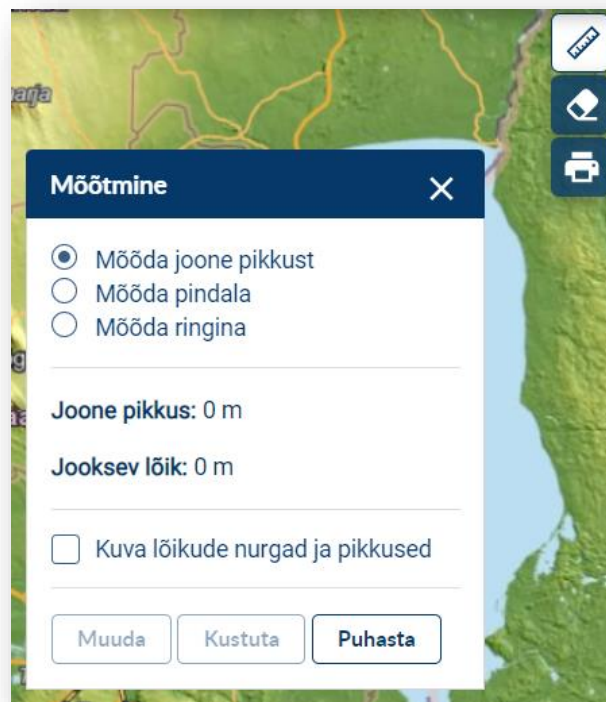 Mõõtmine
Mõõda joone pikkust
Mõõda pindala
Mõõda ringina
Joone pikkus: 0 m
Jooksev lõik: 0 m
Kuva lõikude nurgad ja pikkused
Muuda Kustuta Puhasta